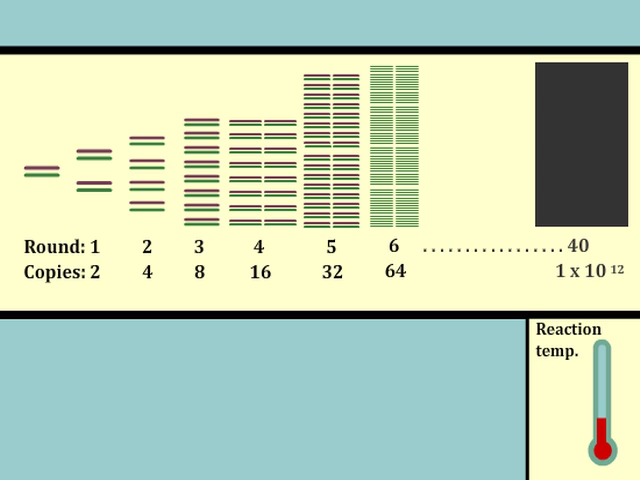 Round: 1 2 3 4 5 6 .................40
Copies: 2 4 8 16 32 64 1 x 10 12
Reaction
temp.